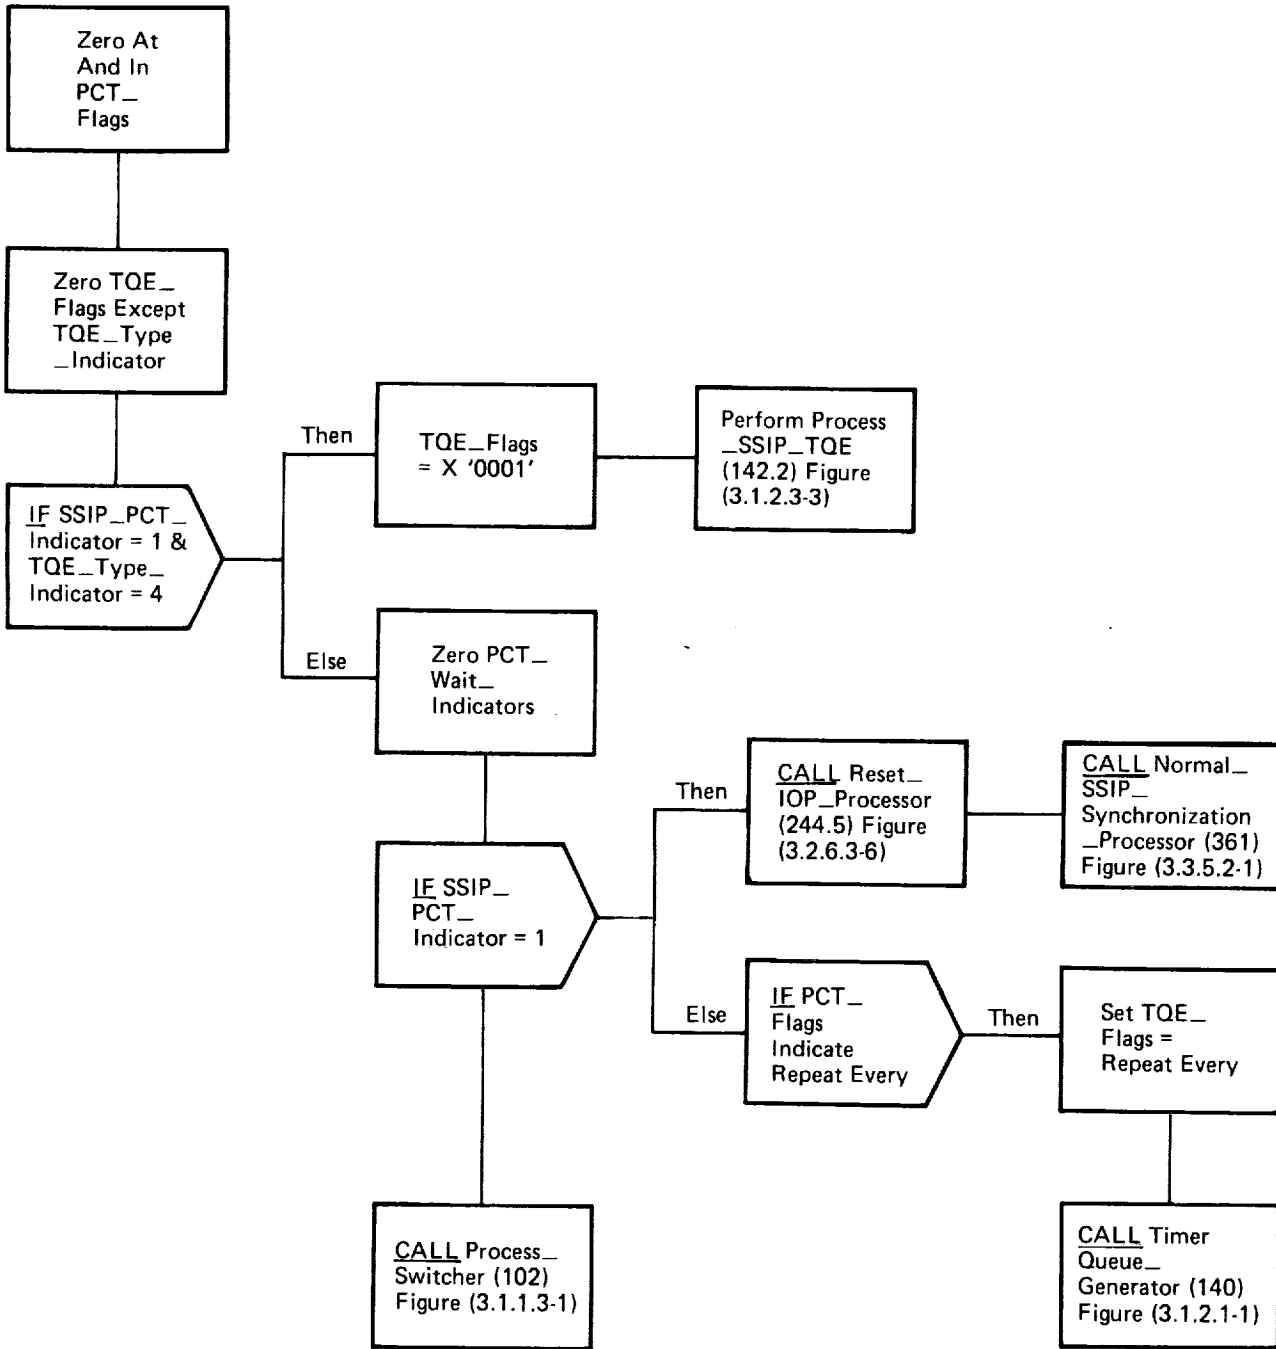 Zero At
And In
PCT_
Flags
Zero TQE_
Flags Except
TQE_Type
_Indicator
IF SSIP_PCT_
Indicator = 1 &
TQE_Type_
Indicator = 4
Then
TQE_Flags
= X '0001'
Perform Process
_SSIP_TQE
(142.2) Figure
(3.1.2.3-3)
Else
Zero PCT_
Wait_
Indicators
IF SSIP_
PCT_
Indicator = 1
Then
CALL Reset_
IOP_Processor
(244.5) Figure
(3.2.6.3-6)
CALL Normal_
SSIP_
Synchronization
_Processor (361)
Figure (3.3.5.2-1)
Else
IF PCT_
Flags
Indicate
Repeat Every
Then
Set TQE_
Flags =
Repeat Every
CALL Process_
Switcher (102)
Figure (3.1.1.3-1)
CALL Timer
Queue_
Generator (140)
Figure (3.1.2.1-1)